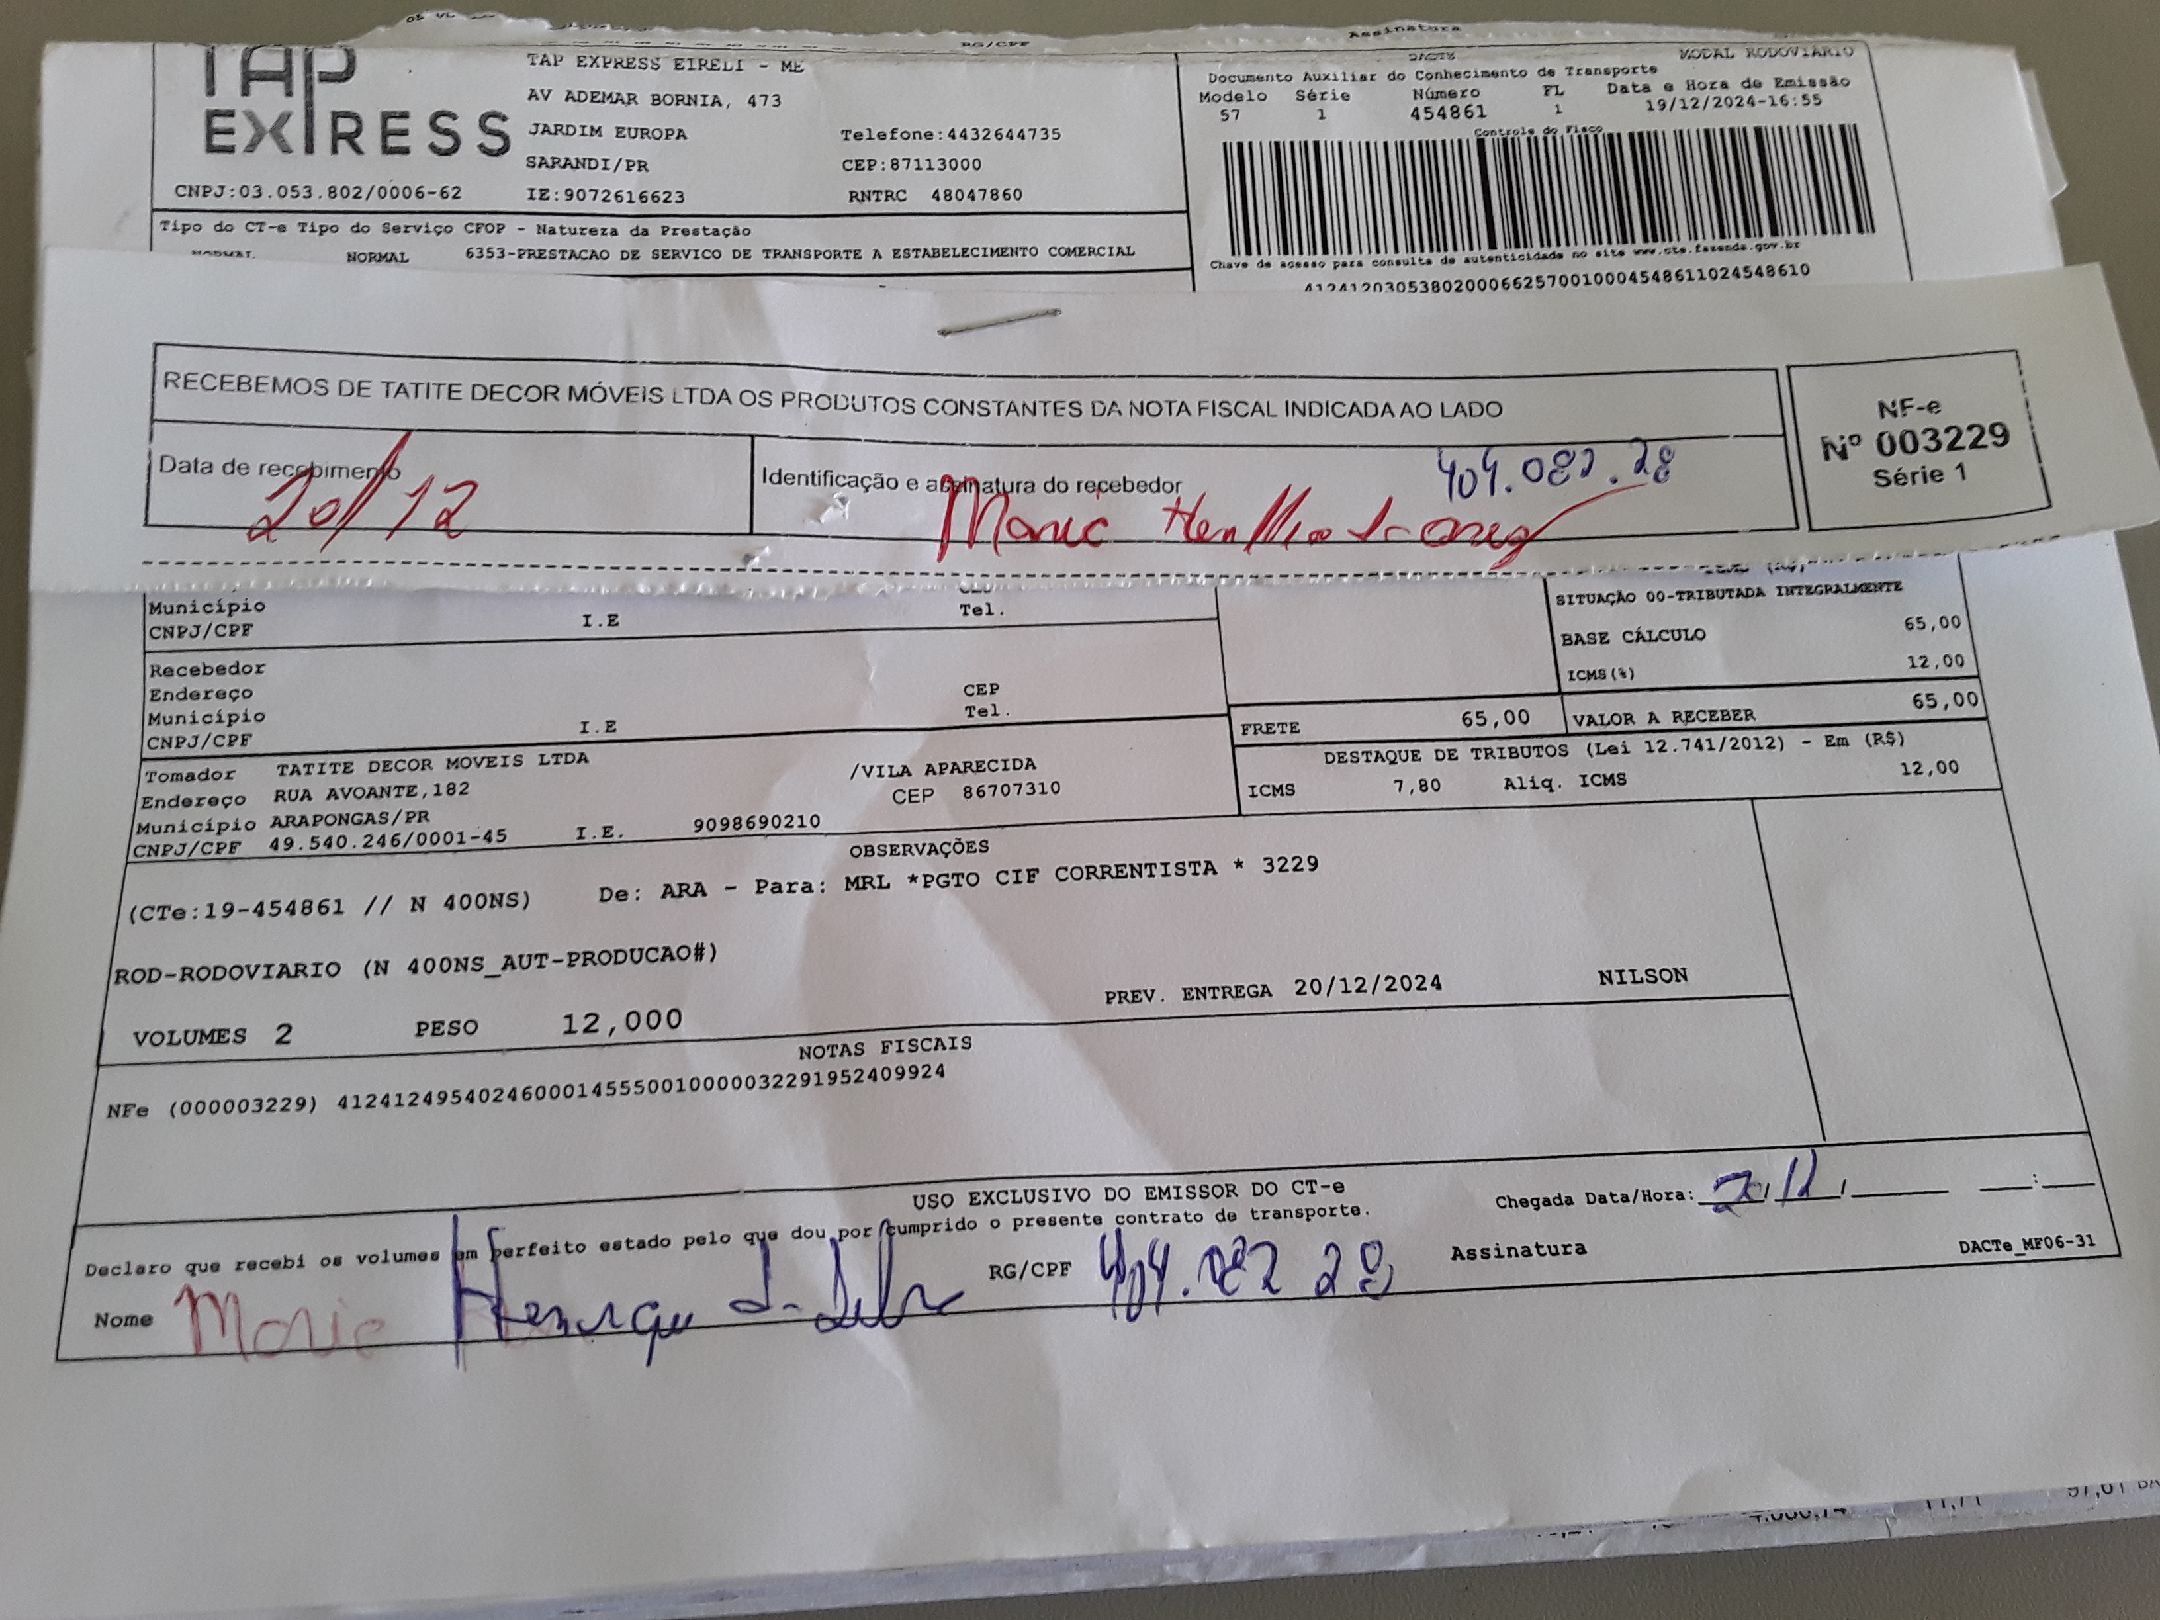 Assinatura
RG/CPF
TAP EXPRESS
TAP EXPRESS EIRELI - ME
AV ADEMAR BORNIA, 473
JARDIM EUROPA
Telefone:4432644735
SARANDI/PR
CEP:87113000
CNPJ:03.053.802/0006-62
IE:9072616623
RNTRC 48047860
DACTE
MODAL RODOVIARIO
Documento Auxiliar do Conhecimento de Transporte
Modelo Série Número FL Data e Hora de Emissão
57 1 454861 1 19/12/2024-16:55
Controle do Fisco
Tipo do CT-e Tipo do Serviço CFOP - Natureza da Prestação
NORMAL NORMAL 6353-PRESTACAO DE SERVICO DE TRANSPORTE A ESTABELECIMENTO COMERCIAL
Chave de acesso para consulta de autenticidade no site www.cte.fazenda.gov.br
41241203053802000662570010004548611024548610
RECEBEMOS DE TATITE DECOR MÓVEIS LTDA OS PRODUTOS CONSTANTES DA NOTA FISCAL INDICADA AO LADO
NF-e
Nº 003229
Série 1
Data de recebimento
20/12
Identificação e assinatura do recebedor
404.082.28
Município
Tel.
CNPJ/CPF
I.E
Recebedor
Endereço
CEP
Município
Tel.
CNPJ/CPF
I.E
SITUAÇÃO 00-TRIBUTADA INTEGRALMENTE
BASE CÁLCULO 65,00
ICMS(%) 12,00
FRETE 65,00
VALOR A RECEBER 65,00
DESTAQUE DE TRIBUTOS (Lei 12.741/2012) - Em (R$)
ICMS 7,80 Aliq. ICMS 12,00
Tomador TATITE DECOR MOVEIS LTDA
Endereço RUA AVOANTE,182 /VILA APARECIDA
CEP 86707310
Município ARAPONGAS/PR
CNPJ/CPF 49.540.246/0001-45 I.E. 9098690210
OBSERVAÇÕES
(CTe:19-454861 // N 400NS) De: ARA - Para: MRL *PGTO CIF CORRENTISTA * 3229
ROD-RODOVIARIO (N 400NS_AUT-PRODUCAO#)
PREV. ENTREGA 20/12/2024 NILSON
VOLUMES 2 PESO 12,000
NOTAS FISCAIS
NFe (000003229) 41241249540246000145550010000032291952409924
USO EXCLUSIVO DO EMISSOR DO CT-e
Declaro que recebi os volumes em perfeito estado pelo que dou por cumprido o presente contrato de transporte.
Chegada Data/Hora:
Nome
RG/CPF 404.082 28
Assinatura
DACTe_MF06-31